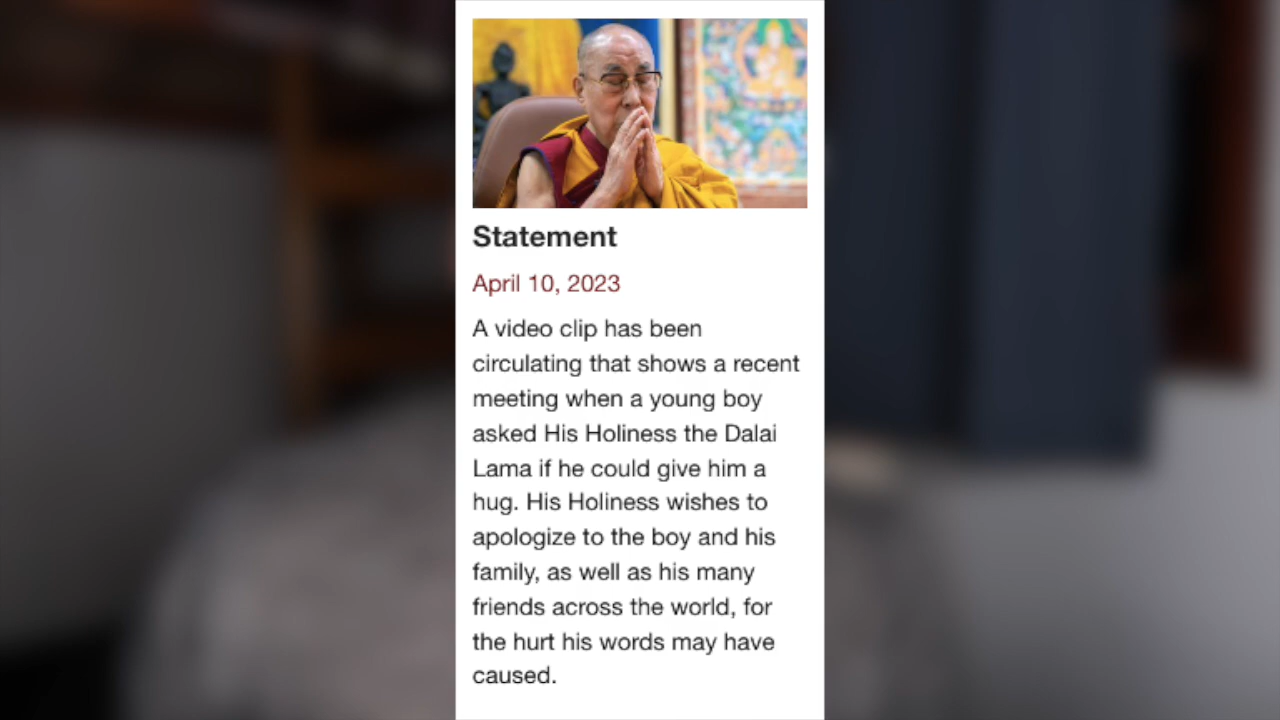 Statement
April 10, 2023
A video clip has been
circulating that shows a recent
meeting when a young boy
asked His Holiness the Dalai
Lama if he could give him a
hug. His Holiness wishes to
apologize to the boy and his
family, as well as his many
friends across the world, for
the hurt his words may have
caused.